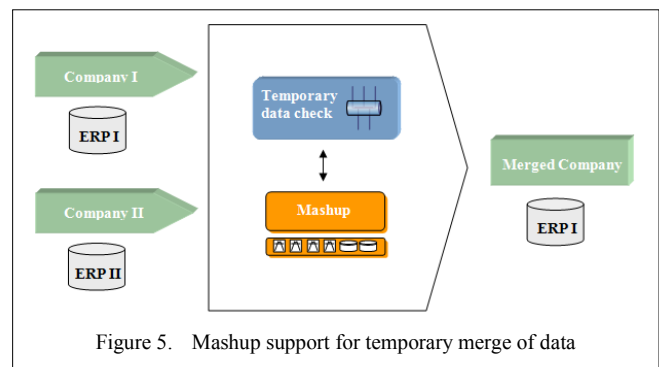 Company I
ERP I
Company II
ERP II
Temporary
data check
Mashup
Merged Company
ERP I
Figure 5. Mashup support for temporary merge of data